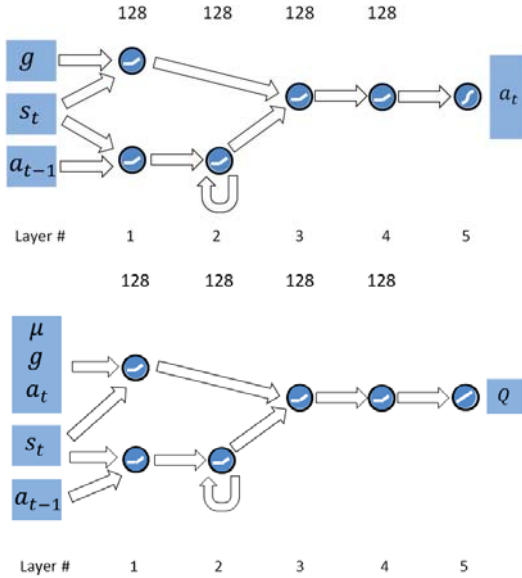 128 128 128 128
g
s_t
a_{t-1}
a_t
Layer # 1 2 3 4 5
128 128 128 128
μ
g
a_t
s_t
a_{t-1}
Q
Layer # 1 2 3 4 5